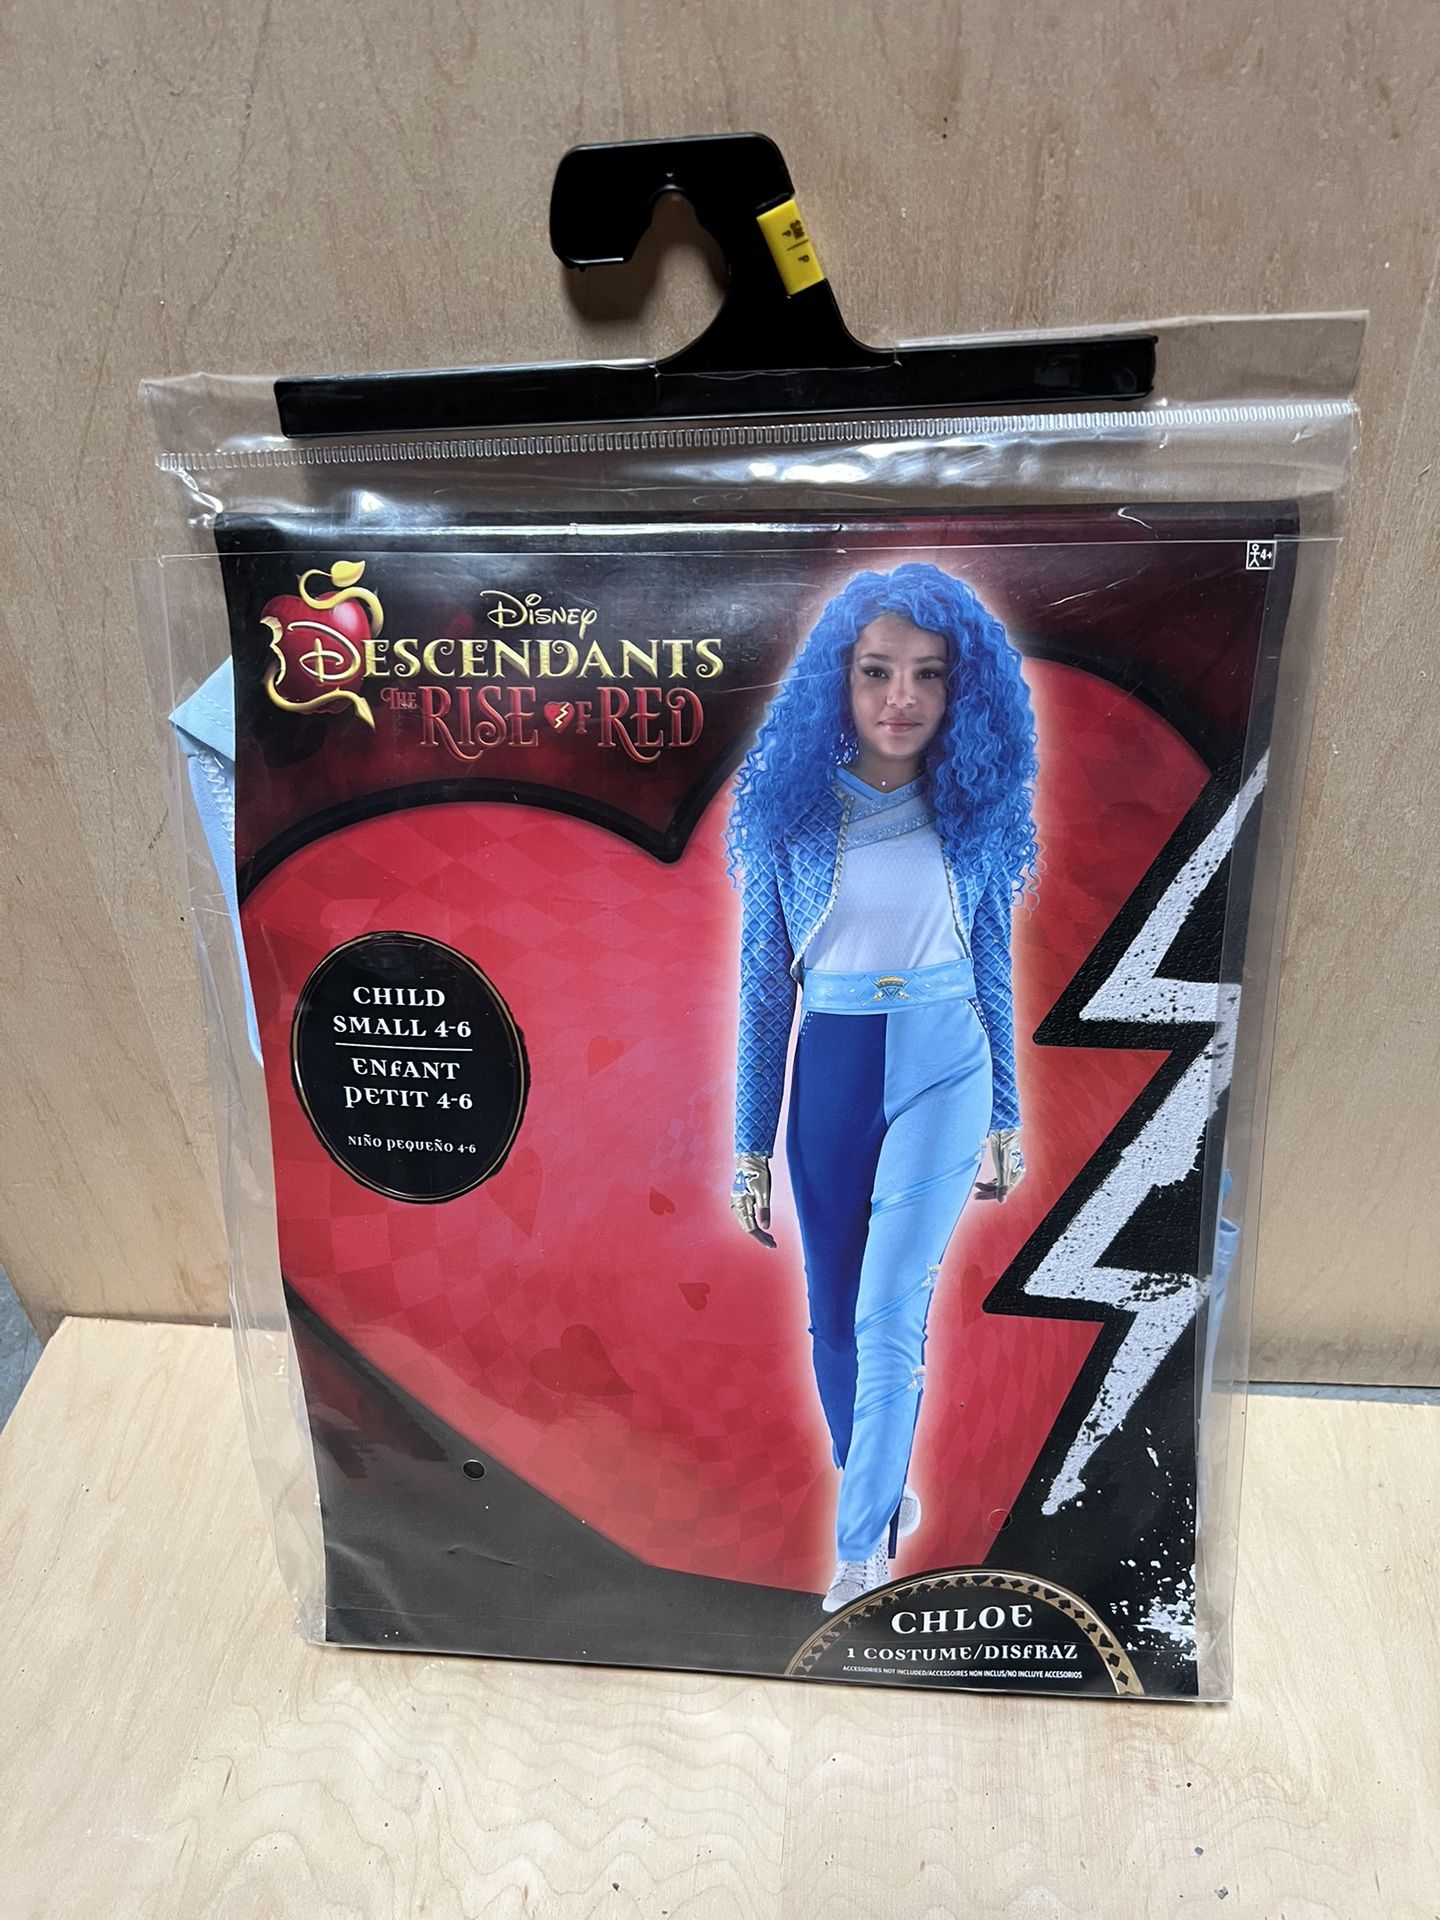 4+
DISNEY
DESCENDANTS
THE RISE OF RED
CHILD
SMALL 4-6
ENFANT
PETIT 4-6
NIÑO PEQUEÑO 4-6
CHLOE
1 COSTUME/DISFRAZ
ACCESSORIES NOT INCLUDED/ACCESSOIRES NON INCLUS/NO INCLUYE ACCESORIOS